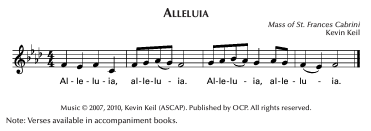 ALLELUIA
Mass of St. Frances Cabrini
Kevin Keil
Al - le - lu - ia, al-le-lu - ia. Al-le-lu - ia, al-le-lu - ia.
Music © 2007, 2010, Kevin Keil (ASCAP). Published by OCP. All rights reserved.
Note: Verses available in accompaniment books.